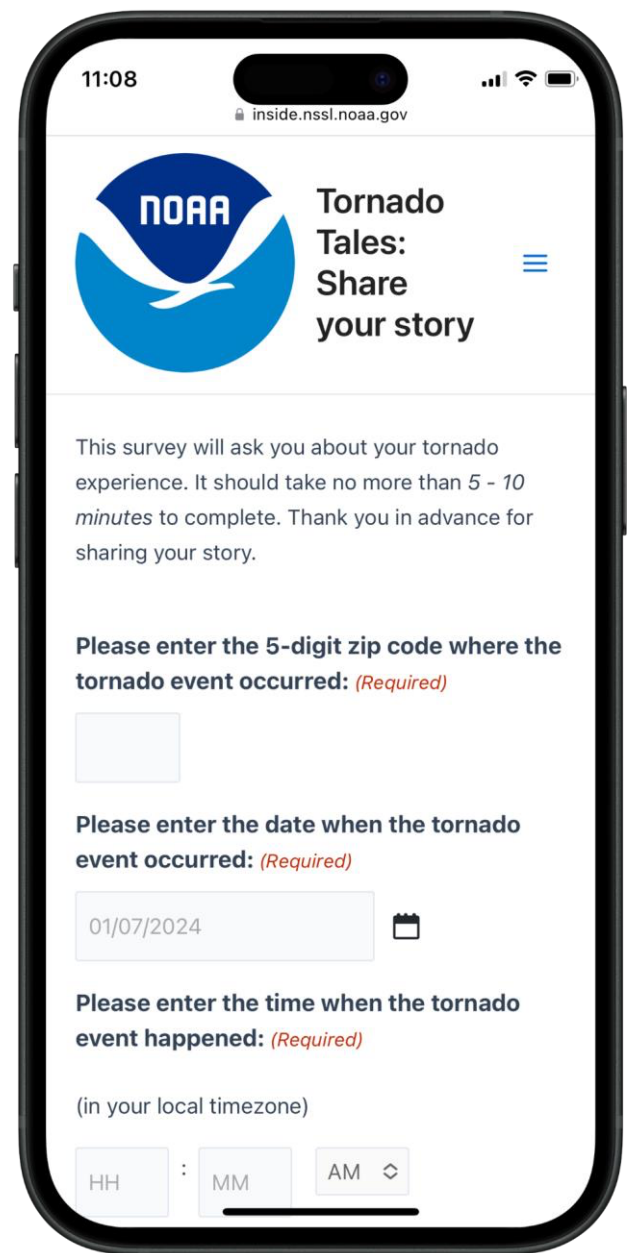 11:08
inside.nssl.noaa.gov
NOAA
Tornado
Tales:
Share
your story
This survey will ask you about your tornado
experience. It should take no more than 5 - 10
minutes to complete. Thank you in advance for
sharing your story.
Please enter the 5-digit zip code where the
tornado event occurred: (Required)
Please enter the date when the tornado
event occurred: (Required)
01/07/2024
Please enter the time when the tornado
event happened: (Required)
(in your local timezone)
HH : MM AM